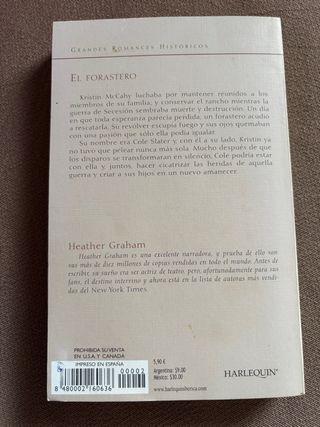 GRANDES ROMANCES HISTÓRICOS
EL FORASTERO
Kristin McCahy luchaba por mantener reunidos a los
miembros de su familia, y conservar el rancho mientras la
guerra de Secesión sembraba muerte y destrucción. Un día
en que toda esperanza parecía perdida, un forastero acudió
a rescatarla. Su revólver escupía fuego y sus ojos quemaban
con una pasión que sólo ella podía igualar.
Su nombre era Cole Slater y, con él a su lado, Kristin ya
no tuvo que pelear nunca más sola. Mucho después de que
los disparos se transformaran en silencio, Cole podría estar
con ella y, juntos, hacer cicatrizar las heridas de aquella
guerra y criar a sus hijos en un nuevo amanecer.
Heather Graham
Heather Graham es una excelente narradora, y prueba de ello son
sus más de diez millones de copias vendidas en todo el mundo. Antes de
escribir, su sueño era ser actriz de teatro, pero, afortunadamente para sus
fans, el destino intervino y ahora está en la lista de autoras más vendi-
das del New York Times.
PROHIBIDA SU VENTA
EN U.S.A. Y CANADÁ
IMPRESO EN ESPAÑA
00002
8 480002 160636
5,90 €
Argentina: $9.00
México: $30.00
www.harlequiniberica.com
HARLEQUIN™